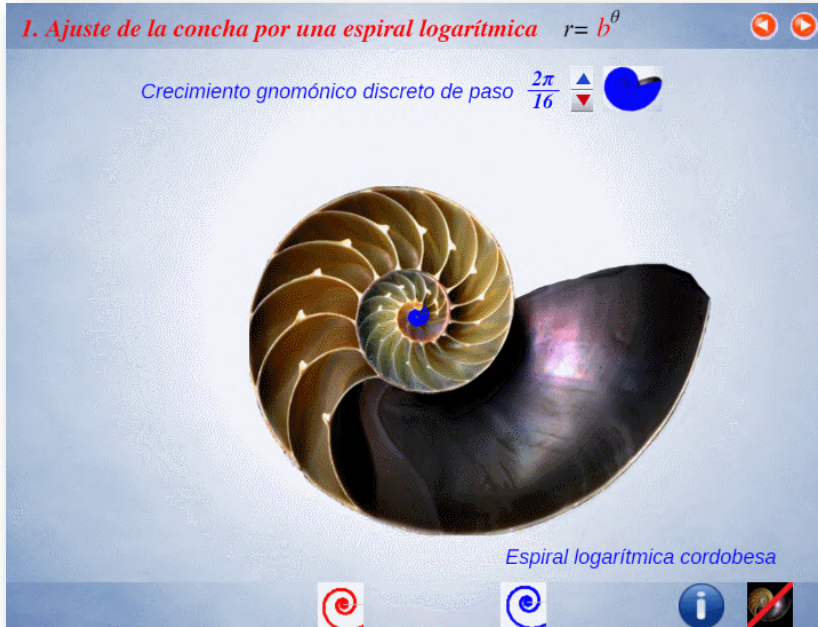 1. Ajuste de la concha por una espiral logarítmica r= b^θ
Crecimiento gnomónico discreto de paso 2π/16
Espiral logarítmica cordobesa
i